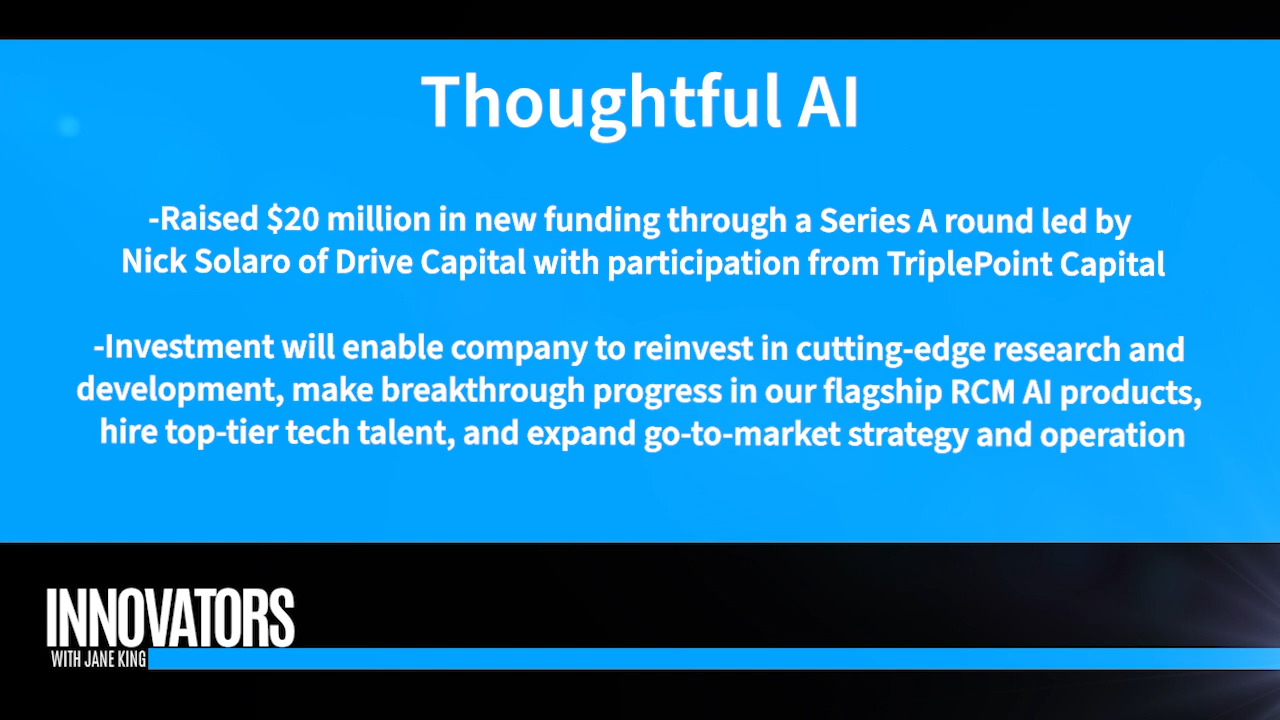 Thoughtful AI
-Raised $20 million in new funding through a Series A round led by
Nick Solaro of Drive Capital with participation from TriplePoint Capital
-Investment will enable company to reinvest in cutting-edge research and
development, make breakthrough progress in our flagship RCM AI products,
hire top-tier tech talent, and expand go-to-market strategy and operation
INNOVATORS
WITH JANE KING